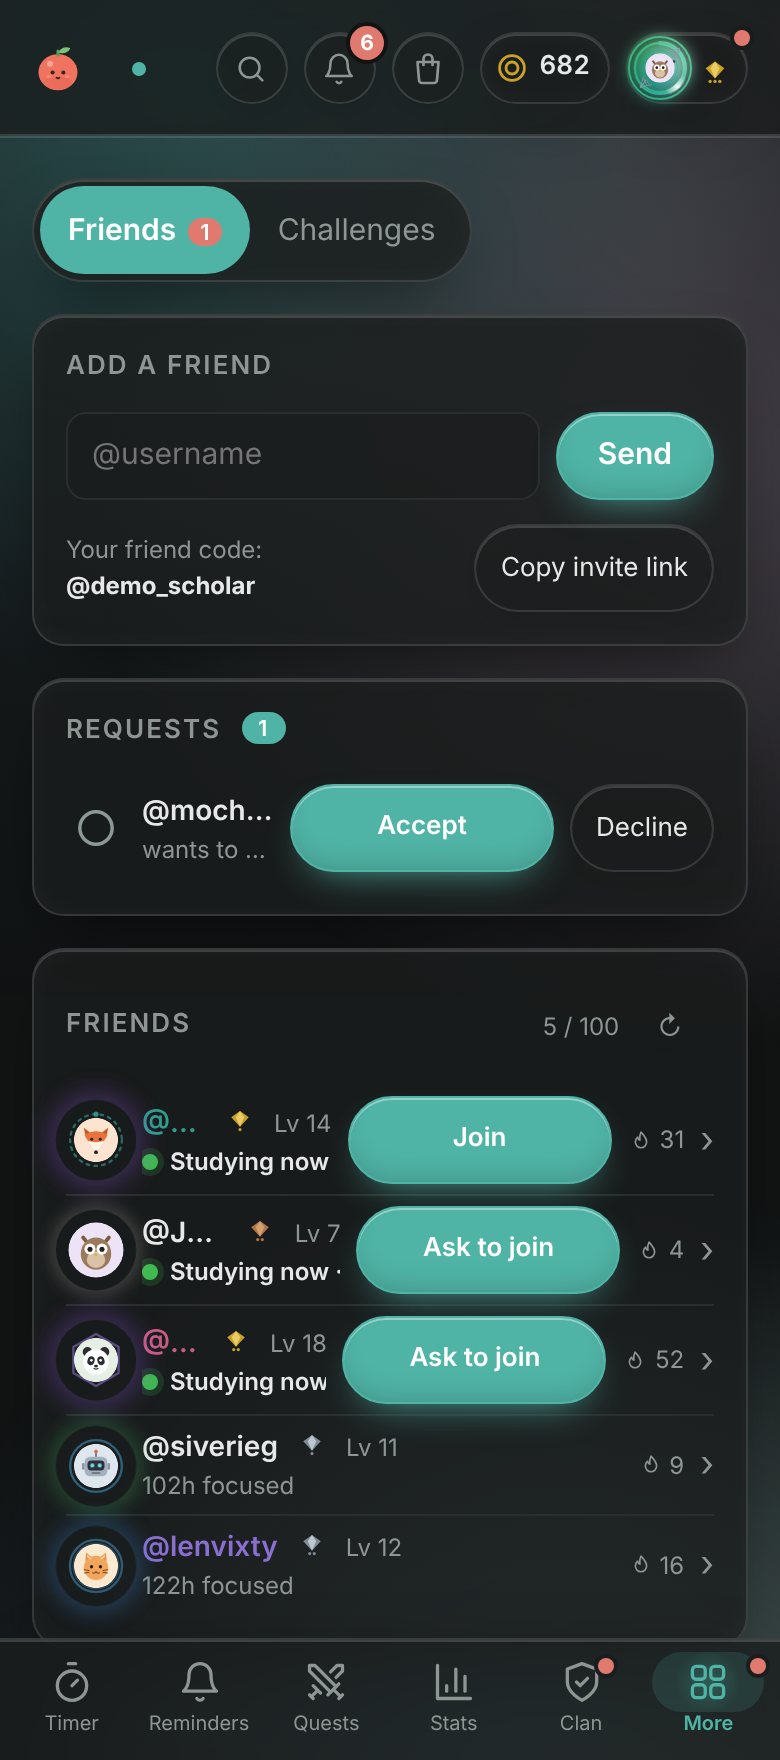 6
682
Friends 1 Challenges
ADD A FRIEND
@username Send
Your friend code:
@demo_scholar
Copy invite link
REQUESTS 1
@moch...
wants to ...
Accept Decline
FRIENDS 5 / 100
@... Lv 14
Studying now
Join 31
@J... Lv 7
Studying now ·
Ask to join 4
@... Lv 18
Studying now
Ask to join 52
@siverieg Lv 11
102h focused
9
@lenvixty Lv 12
122h focused
16
Timer Reminders Quests Stats Clan More